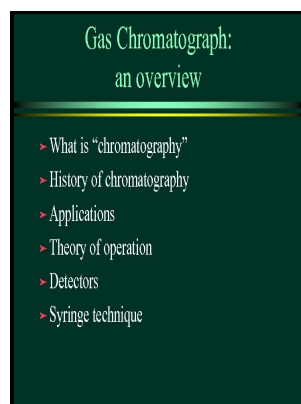 Gas Chromatograph:
an overview
➤ What is “chromatography”
➤ History of chromatography
➤ Applications
➤ Theory of operation
➤ Detectors
➤ Syringe technique